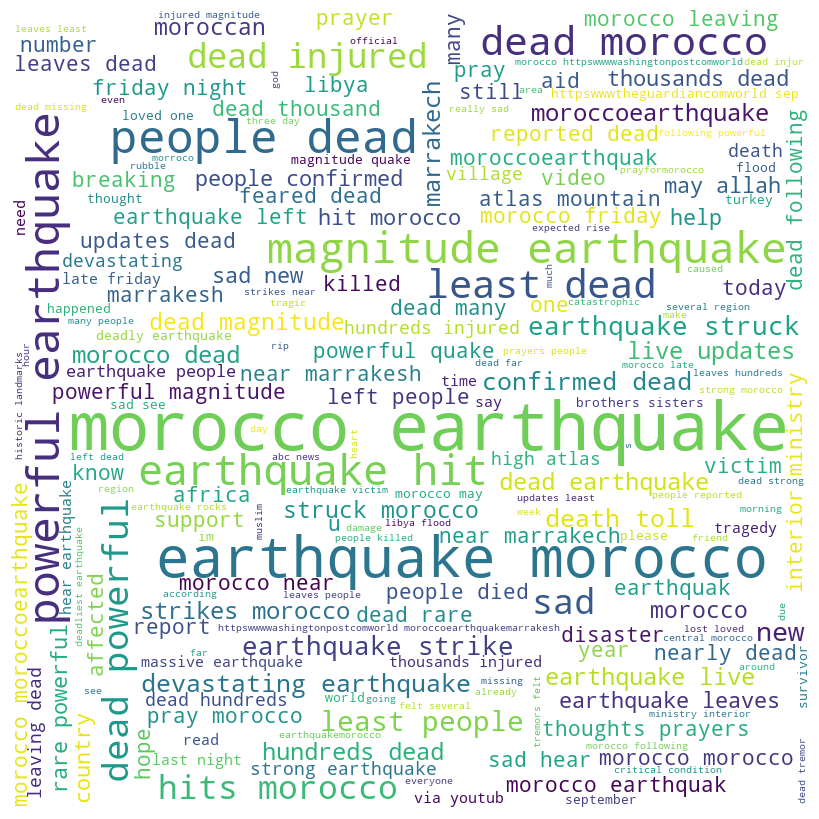 injured magnitude
leaves least
moroccan
prayer
official
many
dead morocco
morocco leaving
number
dead injured
leaves dead
god
pray
still
aid
morocco httpswwwwashingtonpostcomworld
dead injur
thousands dead
dead missing
friday night
libya
even
area
httpswwwtheguardiancomworld sep
loved one
dead thousand
really sad
moroccoearthquake
powerful earthquake
people dead
three day
marrakech
reported dead
following powerful
dead following
morroco
magnitude quake
moroccoearthquak
death
rubble
breaking
people confirmed
village
video
prayformorocco
flood
need
thought
feared dead
atlas mountain
may allah
turkey
earthquake left
hit morocco
morocco friday
help
updates dead
expected rise
devastating
magnitude earthquake
late friday
sad new
strikes near
killed
least dead
much
caused
today
marrakesh
tragic
dead many
one
catastrophic
several region
happened
many people
dead magnitude
hundreds injured
make
earthquake struck
deadly earthquake
rip
prayers people
hour
morocco dead
powerful quake
dead far
morocco late
live updates
historic landmarks
earthquake people
near marrakesh
time
confirmed dead
leaves hundreds
powerful magnitude
left people
say
brothers sisters
strong morocco
sad see
morocco earthquake
day
heart
s
interior ministry
left dead
abc news
earthquake hit
high atlas
victim
know
dead earthquake
dead strong
region
africa
earthquake victim
morocco may
updates least
people reported
earthquake rocks
struck morocco
week
morning
support
muslim
u
damage
libya flood
death toll
im
near marrakech
please
friend
tragedy
morocco moroccoearthquake
rare powerful
near earthquake
deadliest earthquake
affected
dead powerful
people killed
according
earthquake morocco
morocco near
leaves people
people died
sad
earthquak
due
strikes morocco
dead rare
morocco
lost loved
central morocco
report
httpswwwwashingtonpostcomworld moroccoearthquakemarrakesh
disaster
new
far
earthquake strike
year
nearly dead
massive earthquake
thousands injured
missing
around
see
devastating earthquake
world
going
already
earthquake live
survivor
country
leaving dead
hope
dead hundreds
felt several
tremors felt
earthquake leaves
pray morocco
least people
ministry interior
earthquakemorocco
thoughts prayers
read
hundreds dead
morocco following
last night
strong earthquake
sad hear
morocco morocco
critical condition
hits morocco
everyone
morocco earthquak
via youtub
september
dead tremor